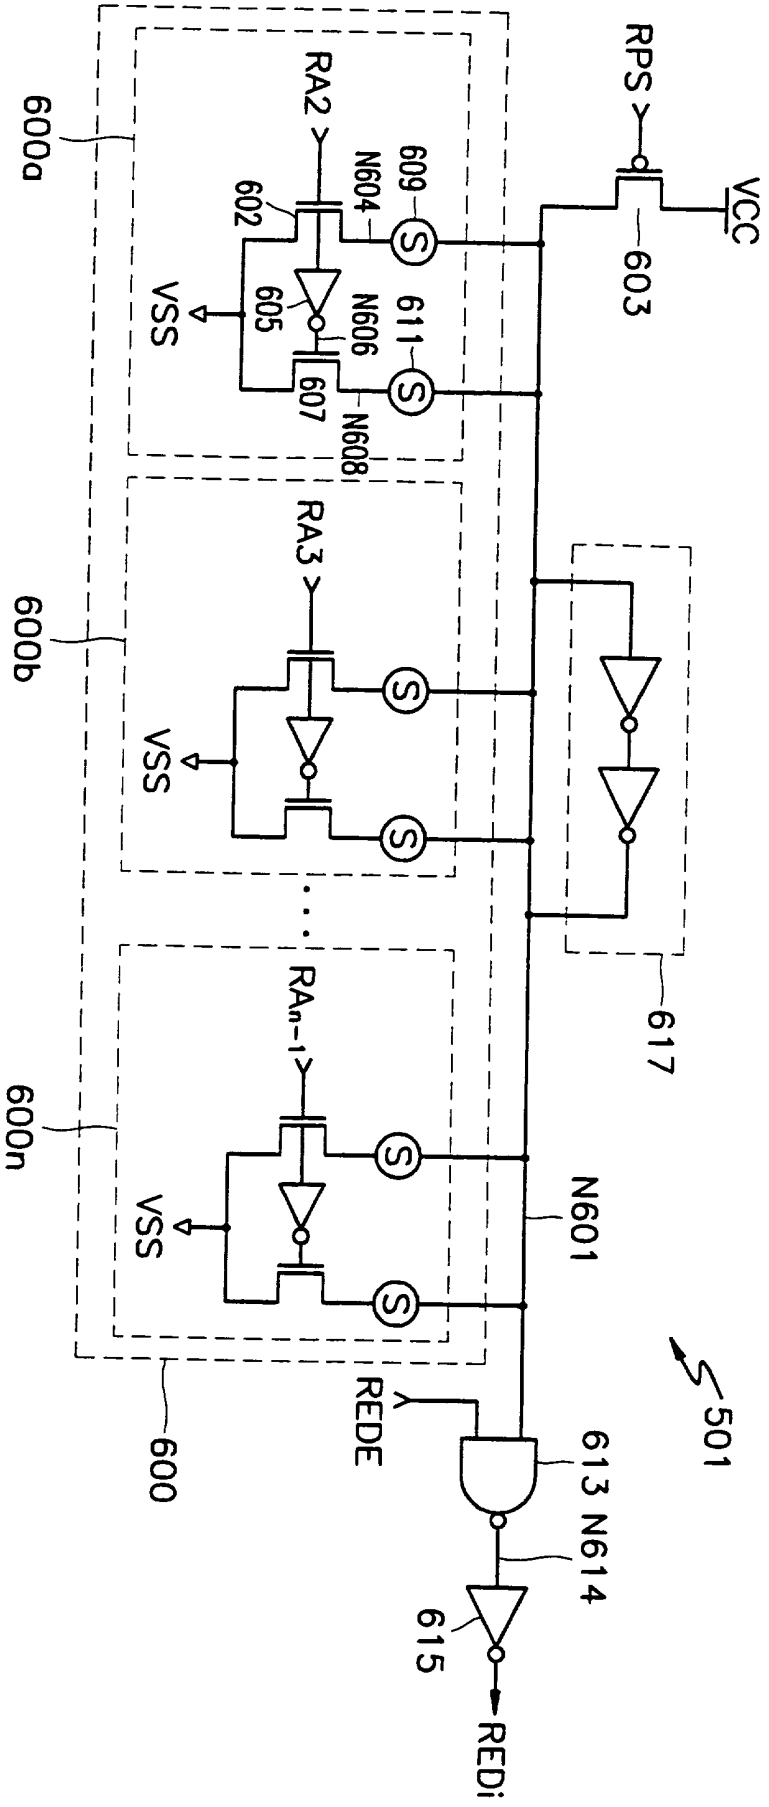 501
VCC
RPS
603
617
N601
613
N614
615
REDi
REDE
609
N604
602
RA2
605
N606
611
607
N608
VSS
600a
S
S
RA3
S
S
VSS
600b
. . .
RAn-1
S
S
VSS
600n
600